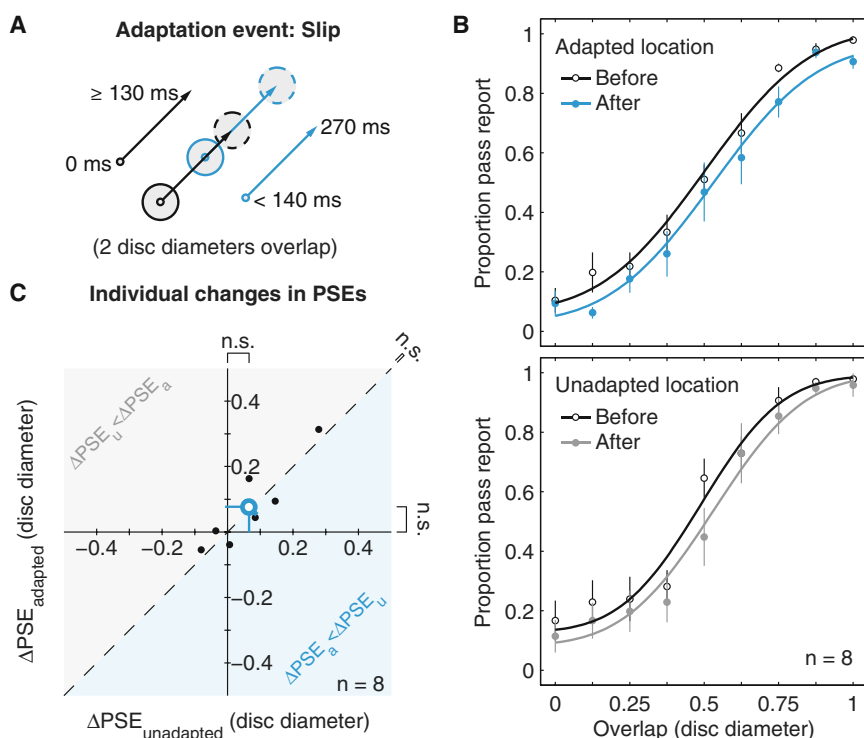 A
Adaptation event: Slip
≥ 130 ms
0 ms
270 ms
< 140 ms
(2 disc diameters overlap)
B
Adapted location
Before
After
Proportion pass report
1
0.8
0.6
0.4
0.2
0
Unadapted location
Before
After
Proportion pass report
1
0.8
0.6
0.4
0.2
0
n = 8
0 0.25 0.5 0.75 1
Overlap (disc diameter)
C
Individual changes in PSEs
n.s.
n.s.
n.s.
ΔPSEu<ΔPSEa
ΔPSEa<ΔPSEu
0.4
0.2
−0.2
−0.4
−0.4 −0.2 0.2 0.4
n = 8
ΔPSEadapted (disc diameter)
ΔPSEunadapted (disc diameter)